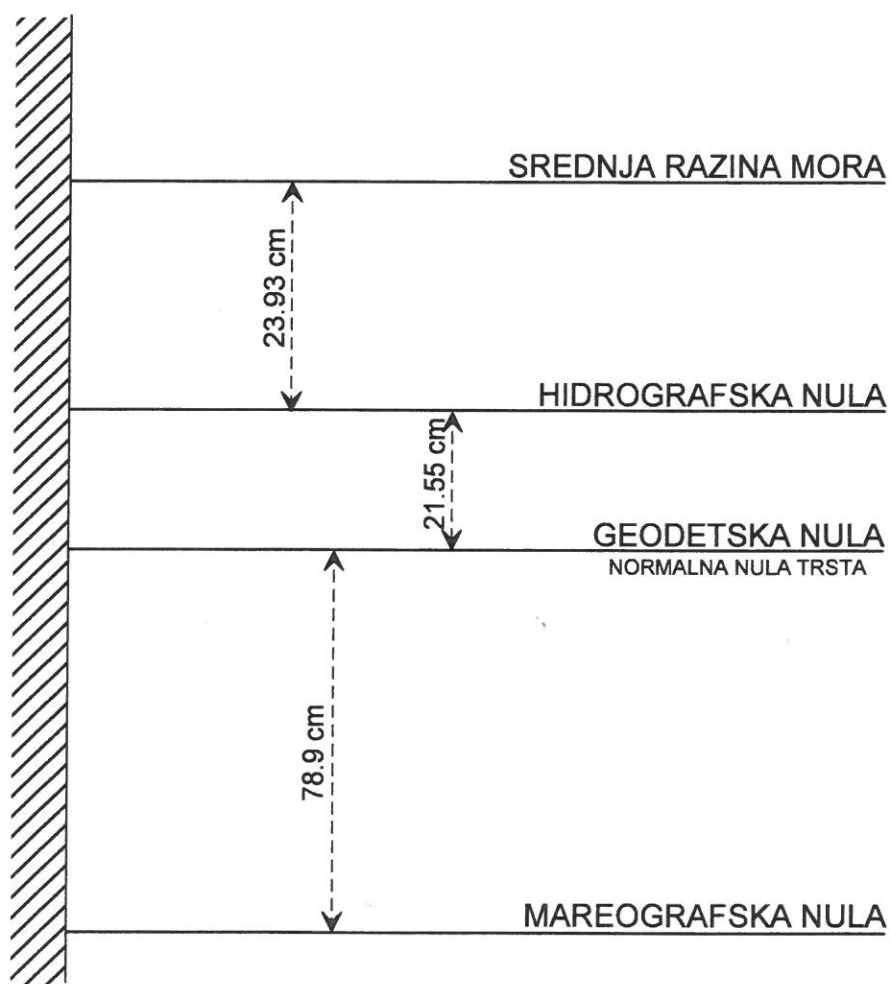 SREDNJA RAZINA MORA
23.93 cm
HIDROGRAFSKA NULA
21.55 cm
GEODETSKA NULA
NORMALNA NULA TRSTA
78.9 cm
MAREOGRAFSKA NULA